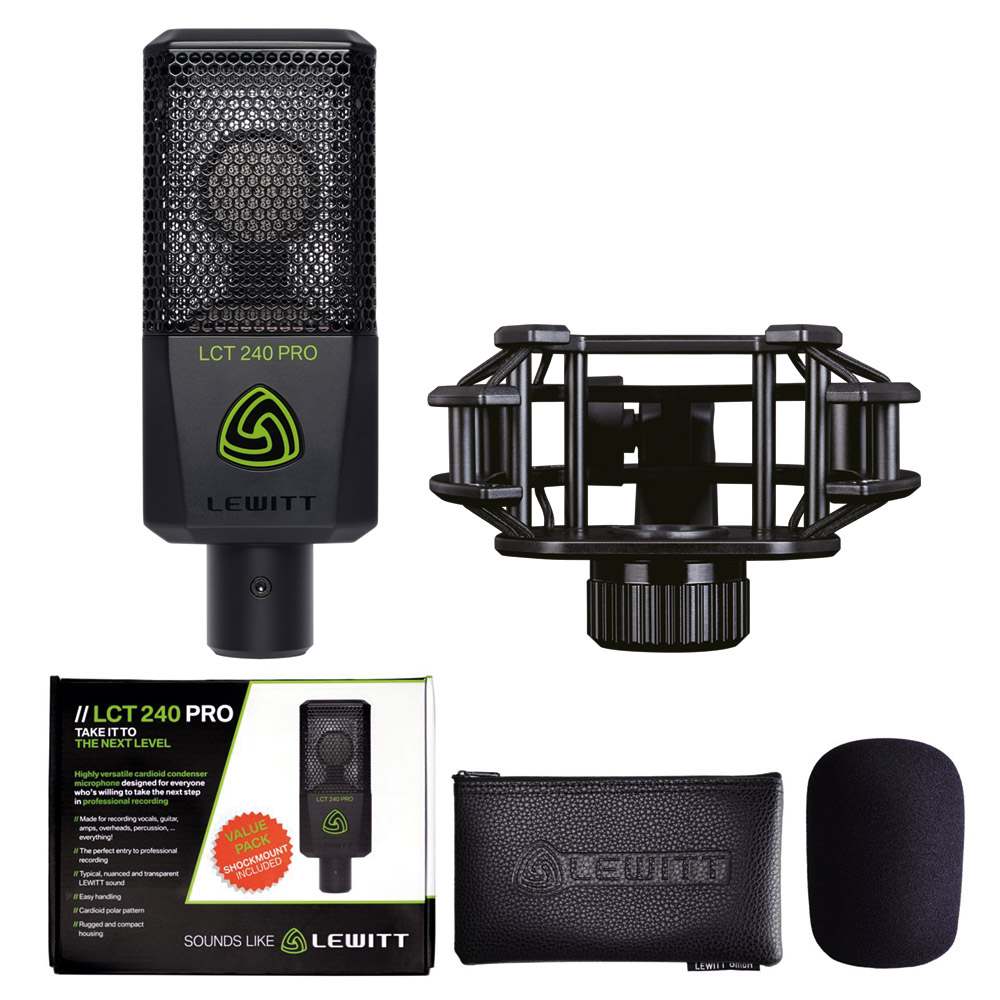 LCT 240 PRO
LEWITT
// LCT 240 PRO
TAKE IT TO
THE NEXT LEVEL
Highly versatile cardioid condenser
microphone designed for everyone
who's willing to take the next step
in professional recording
// Made for recording vocals, guitar,
amps, overheads, percussion, ...
everything!
// The perfect entry to professional
recording
// Typical, nuanced and transparent
LEWITT sound
// Easy handling
// Cardioid polar pattern
// Rugged and compact
housing
LCT 240 PRO
VALUE
PACK
SHOCKMOUNT
INCLUDED
SOUNDS LIKE LEWITT
LEWITT
LEWITT GmbH